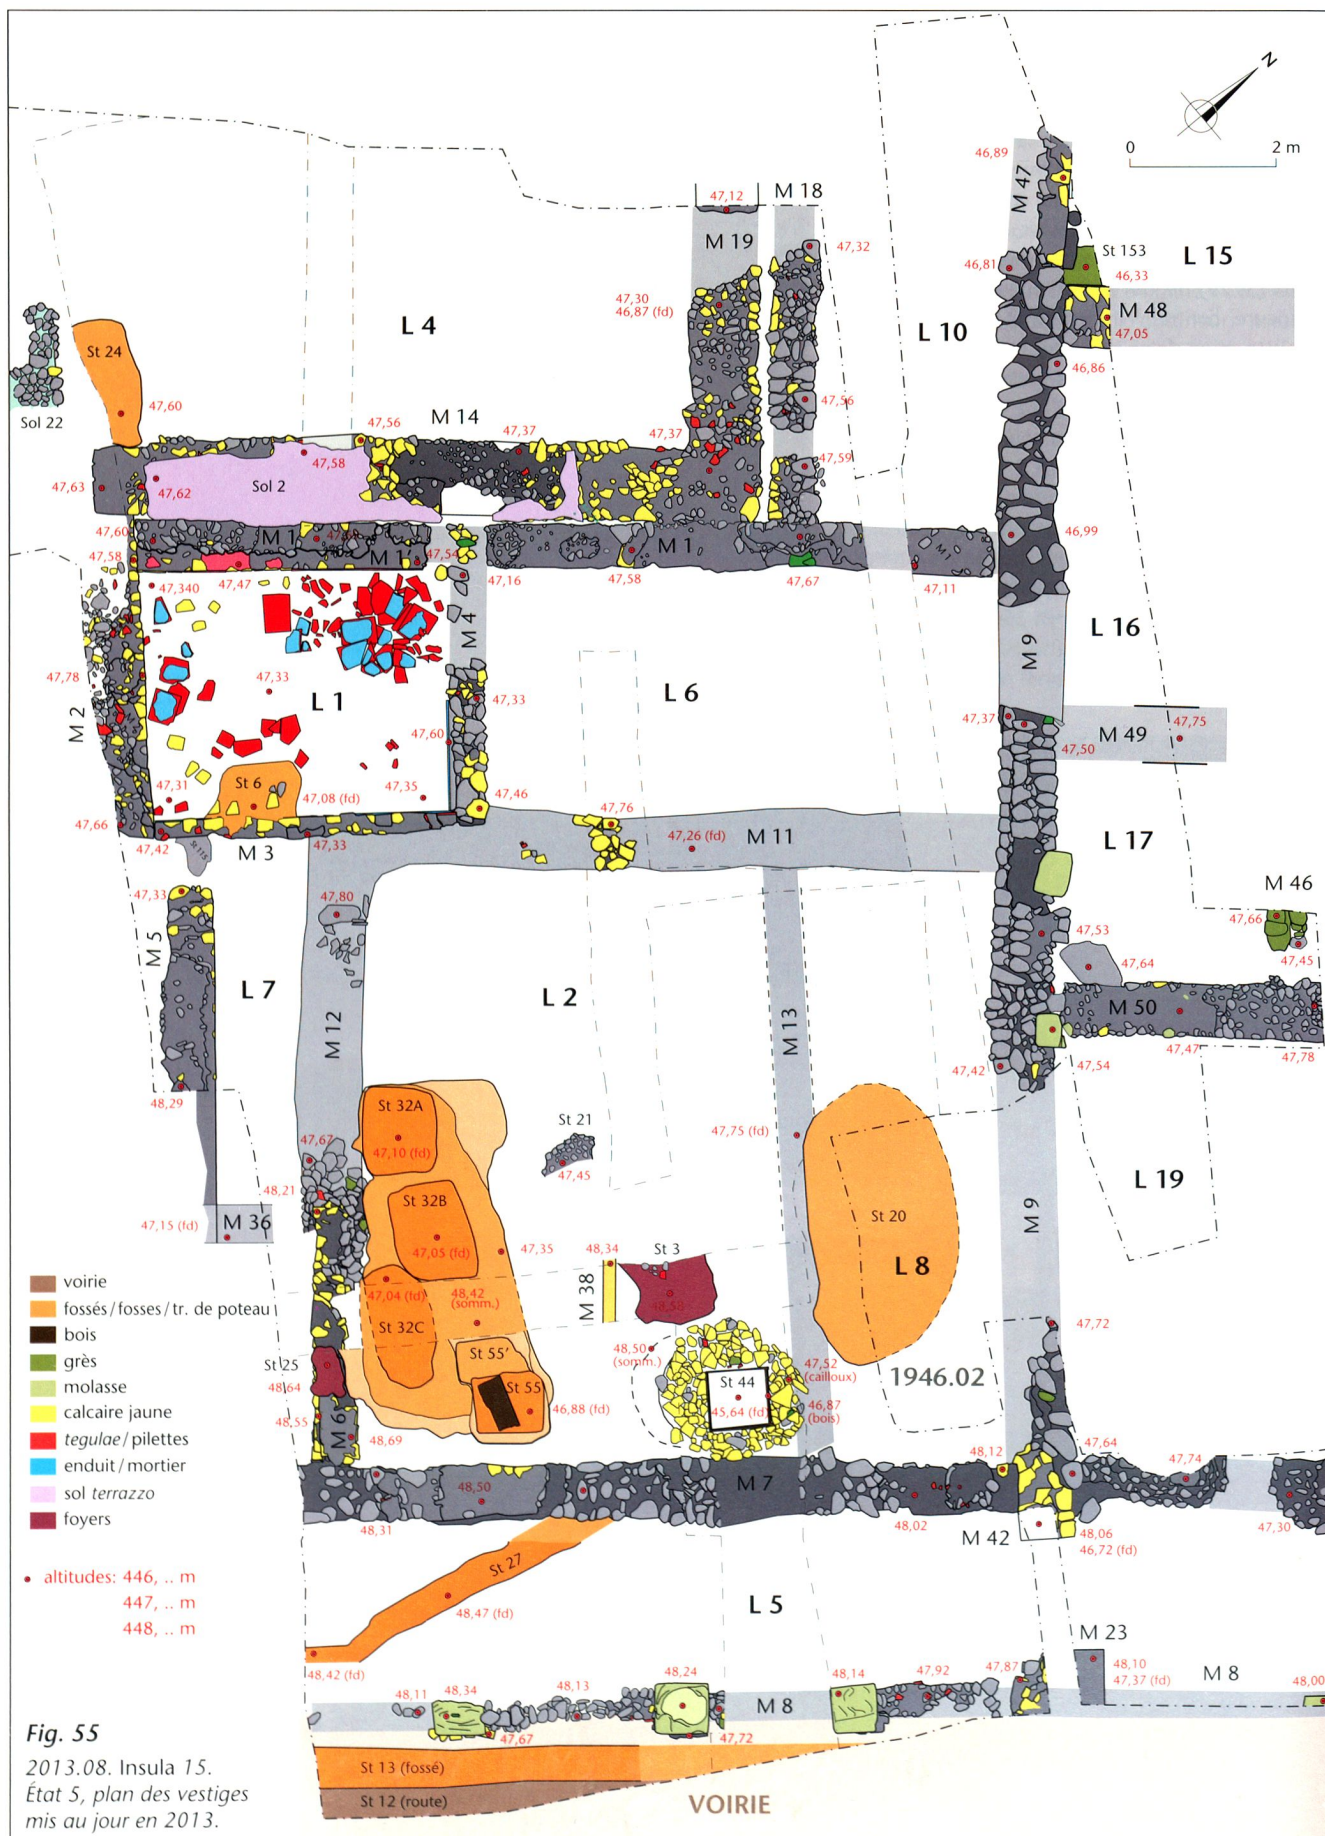 N
0 2 m
M 18
47,12
46,89
M 47
M 19
47,32
St 153
L 15
46,81
46,33
47,30
46,87 (fd)
M 48
47,05
L 4
L 10
St 24
46,86
47,60
47,56
Sol 22
M 14
47,56
47,37
47,37
47,58
47,59
47,63
47,62
Sol 2
46,99
47,60
M 1
M 1
M 1
M 1
47,58
47,54
47,47
47,16
47,58
47,67
47,11
47,340
M 4
L 16
M 9
47,78
47,33
L 1
47,33
L 6
M 2
47,37
M 49
47,75
47,60
47,50
47,31
St 6
47,08 (fd)
47,35
47,46
47,76
47,66
47,42
M 3
47,33
47,26 (fd)
M 11
L 17
St 115
47,33
M 46
47,80
47,66
M 5
47,53
47,45
47,64
L 7
L 2
M 12
M 13
M 50
47,42
47,54
47,47
47,78
48,29
St 32A
St 21
47,75 (fd)
47,67
47,10 (fd)
47,45
48,21
L 19
St 32B
47,15 (fd)
M 36
St 20
M 9
47,05 (fd)
47,35
St 3
48,34
L 8
47,04 (fd)
48,42
(somm.)
M 38
48,58
St 32C
47,72
St 25
St 55'
48,50
(somm.)
47,52
(cailloux)
48,64
St 55
St 44
1946.02
46,88 (fd)
45,64 (fd)
46,87
(bois)
48,55
M 6
48,69
48,12
47,64
47,74
M 7
48,50
48,31
48,02
M 42
48,06
46,72 (fd)
47,30
St 27
48,47 (fd)
L 5
M 23
48,42 (fd)
48,10
47,37 (fd)
M 8
48,11
48,34
48,13
48,24
48,14
47,92
47,87
48,00
M 8
47,67
47,72
St 13 (fossé)
St 12 (route)
VOIRIE
voirie
fossés / fosses / tr. de poteau
bois
grès
molasse
calcaire jaune
tegulae / pilettes
enduit / mortier
sol terrazzo
foyers
altitudes: 446, .. m
447, .. m
448, .. m
Fig. 55
2013.08. Insula 15.
État 5, plan des vestiges
mis au jour en 2013.